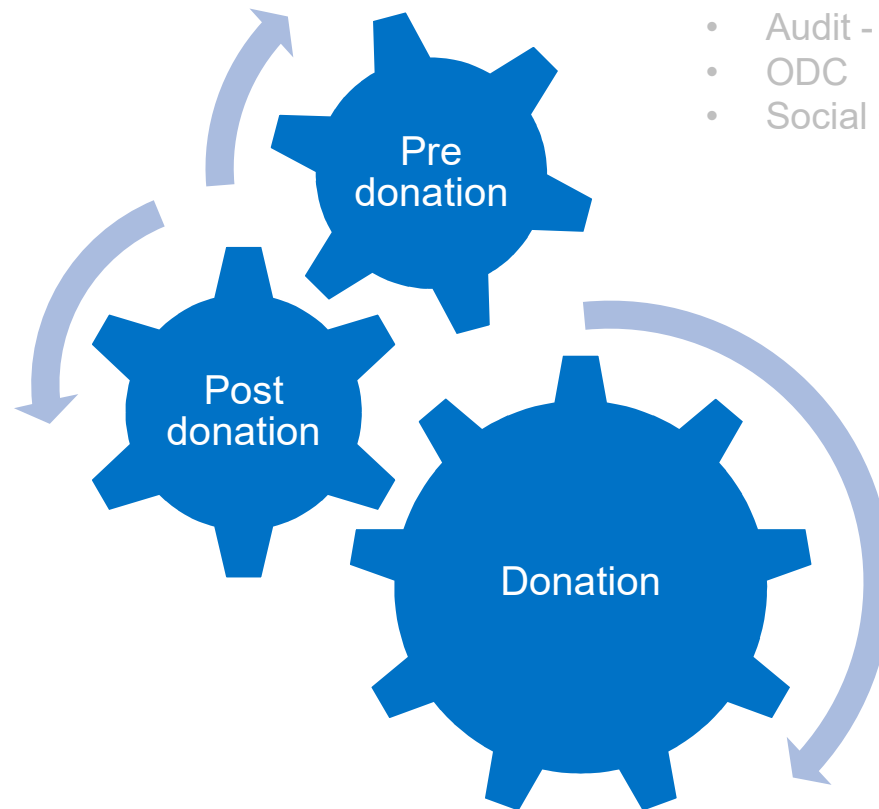 • Audit -
• ODC
• Social
Pre
donation
Post
donation
Donation